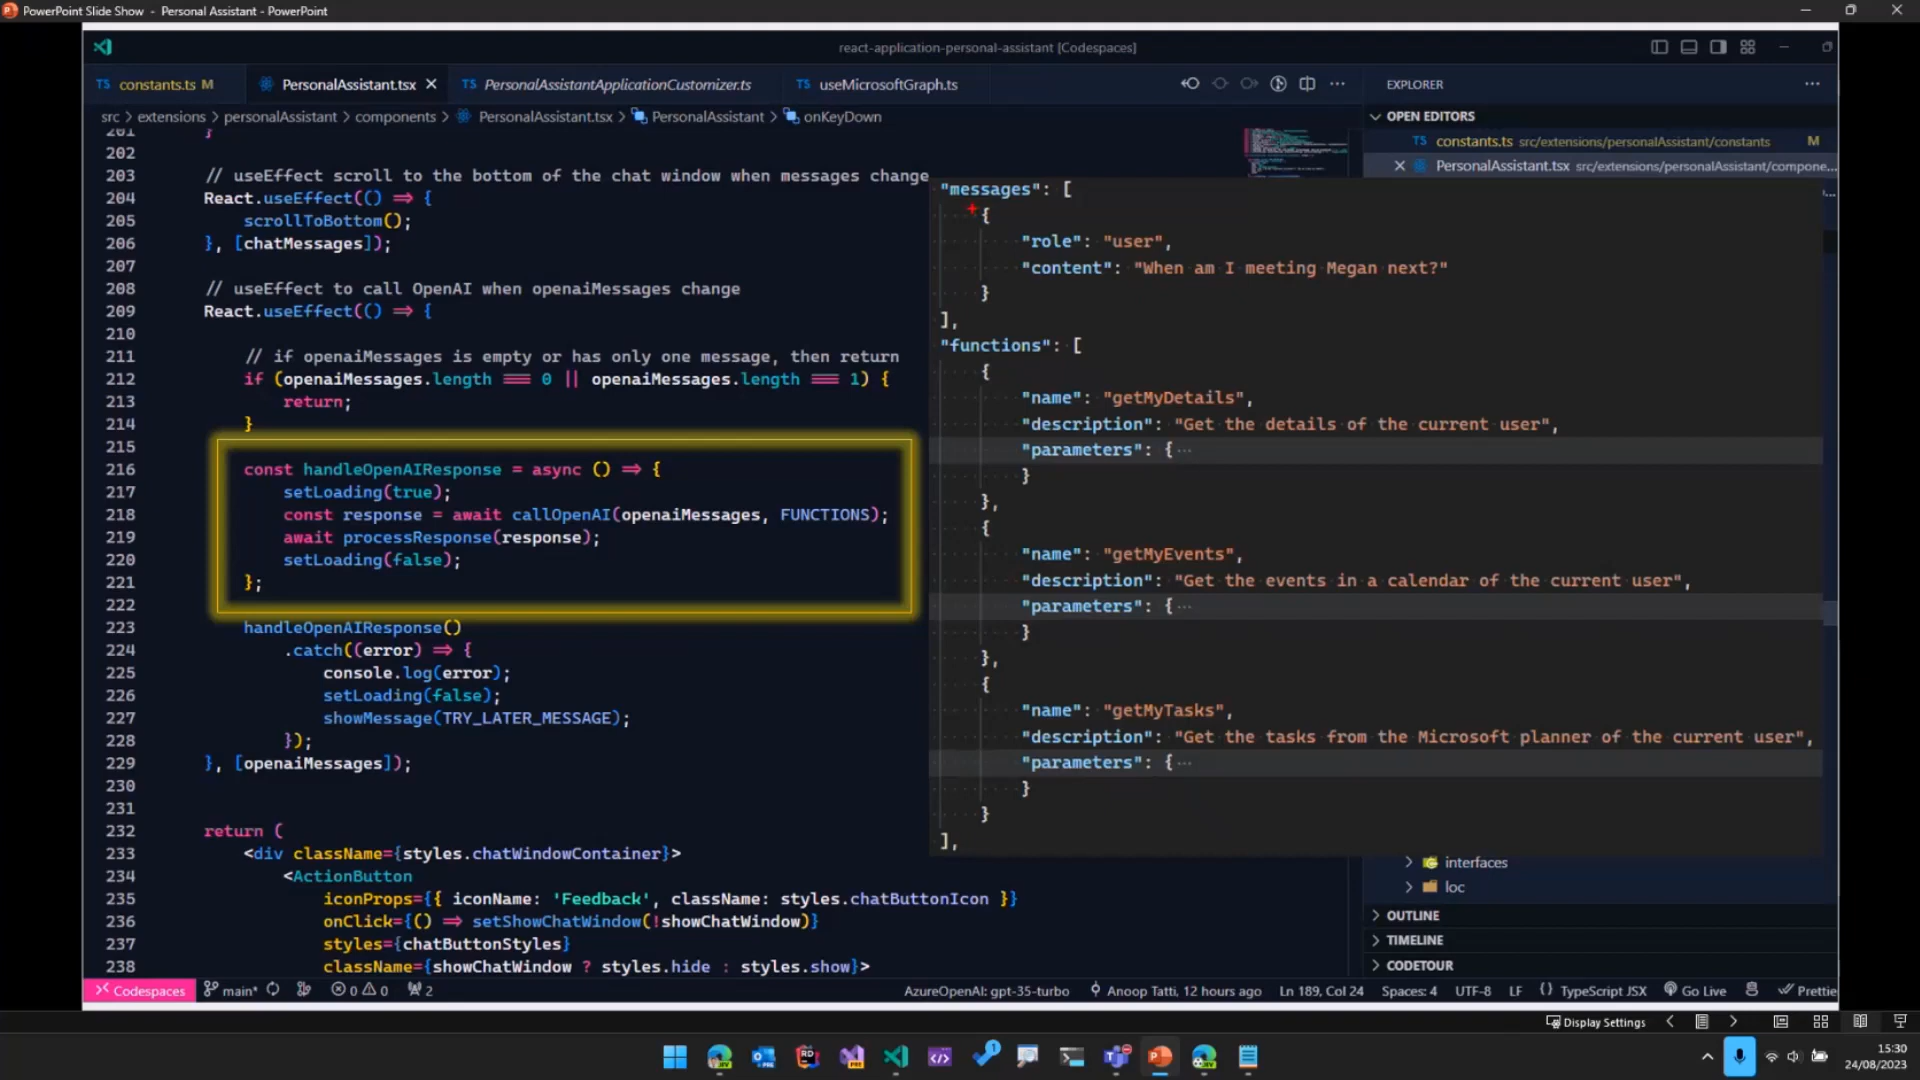 PowerPoint Slide Show - Personal Assistant - PowerPoint
react-application-personal-assistant [Codespaces]
TS constants.ts M
PersonalAssistant.tsx
TS PersonalAssistantApplicationCustomizer.ts
TS useMicrosoftGraph.ts
EXPLORER
src > extensions > personalAssistant > components > PersonalAssistant.tsx > PersonalAssistant > onKeyDown
OPEN EDITORS
TS constants.ts src/extensions/personalAssistant/constants M
PersonalAssistant.tsx src/extensions/personalAssistant/compone...
201 }
202
203 // useEffect scroll to the bottom of the chat window when messages change
204 React.useEffect(() ⇒ {
205 scrollToBottom();
206 }, [chatMessages]);
207
208 // useEffect to call OpenAI when openaiMessages change
209 React.useEffect(() ⇒ {
210
211 // if openaiMessages is empty or has only one message, then return
212 if (openaiMessages.length ≡ 0 || openaiMessages.length ≡ 1) {
213 return;
214 }
215
216 const handleOpenAIResponse = async () ⇒ {
217 setLoading(true);
218 const response = await callOpenAI(openaiMessages, FUNCTIONS);
219 await processResponse(response);
220 setLoading(false);
221 };
222
223 handleOpenAIResponse()
224 .catch((error) ⇒ {
225 console.log(error);
226 setLoading(false);
227 showMessage(TRY_LATER_MESSAGE);
228 });
229 }, [openaiMessages]);
230
231
232 return (
233 <div className={styles.chatWindowContainer}>
234 <ActionButton
235 iconProps={{ iconName: 'Feedback', className: styles.chatButtonIcon }}
236 onClick={() ⇒ setShowChatWindow(!showChatWindow)}
237 styles={chatButtonStyles}
238 className={showChatWindow ? styles.hide : styles.show}>
"messages": [
{
"role": "user",
"content": "When am I meeting Megan next?"
}
],
"functions": [
{
"name": "getMyDetails",
"description": "Get the details of the current user",
"parameters": { ...
}
},
{
"name": "getMyEvents",
"description": "Get the events in a calendar of the current user",
"parameters": { ...
}
},
{
"name": "getMyTasks",
"description": "Get the tasks from the Microsoft planner of the current user",
"parameters": { ...
}
}
],
interfaces
loc
OUTLINE
TIMELINE
CODETOUR
Codespaces main* 0 0 2 AzureOpenAI: gpt-35-turbo Anoop Tatti, 12 hours ago Ln 189, Col 24 Spaces: 4 UTF-8 LF {} TypeScript JSX Go Live Prettie
Display Settings
1
15:30
24/08/2023